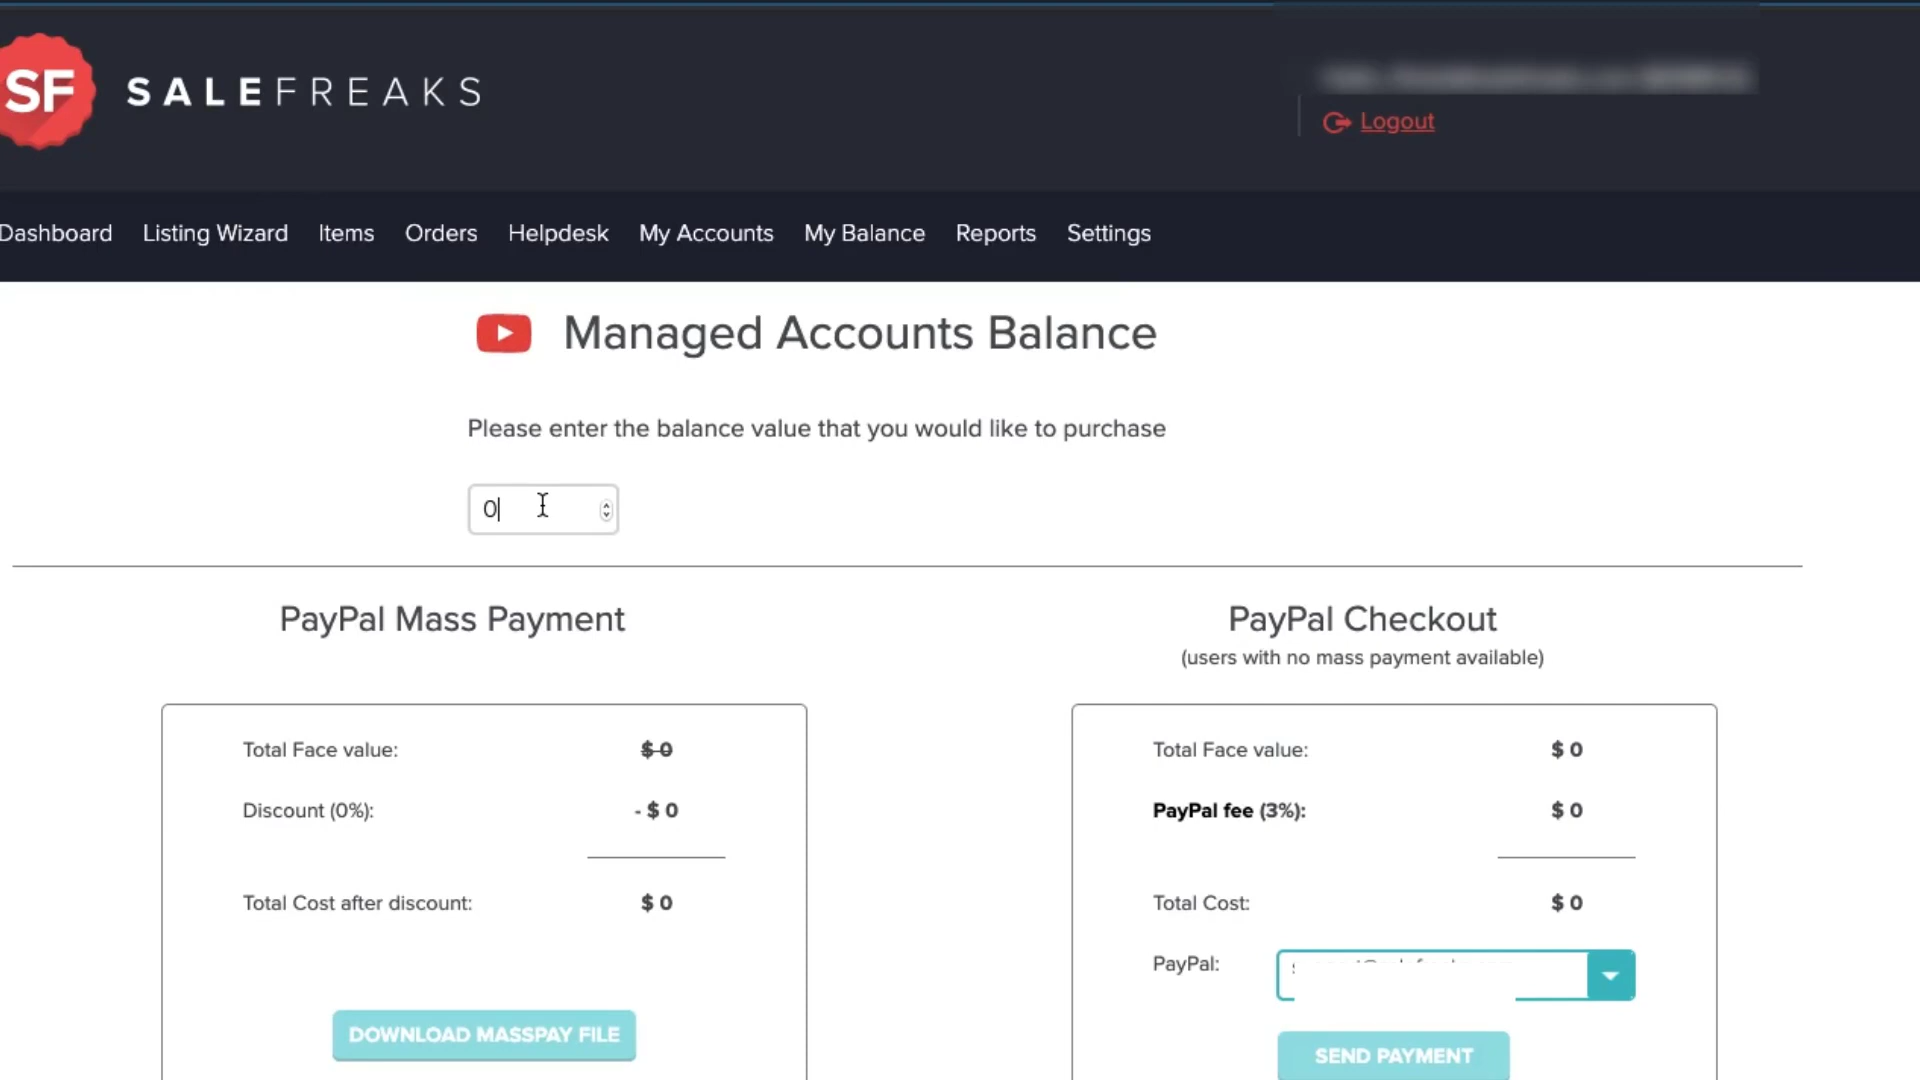 SF
SALEFREAKS
Logout
Dashboard Listing Wizard Items Orders Helpdesk My Accounts My Balance Reports Settings
Managed Accounts Balance
Please enter the balance value that you would like to purchase
0
PayPal Mass Payment
Total Face value: $ 0
Discount (0%): - $ 0
Total Cost after discount: $ 0
DOWNLOAD MASSPAY FILE
PayPal Checkout
(users with no mass payment available)
Total Face value: $ 0
PayPal fee (3%): $ 0
Total Cost: $ 0
PayPal:
SEND PAYMENT